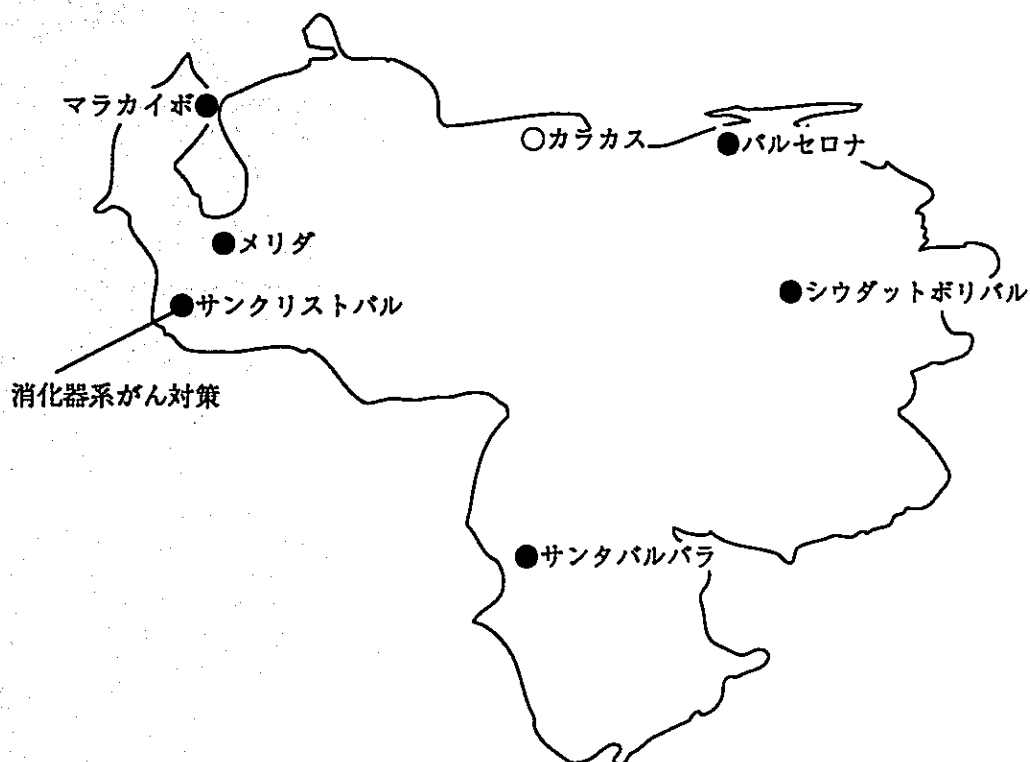 マラカイボ
カラカス
バルセロナ
メリダ
シウダットボリバル
サンクリストバル
消化器系がん対策
サンタバルバラ